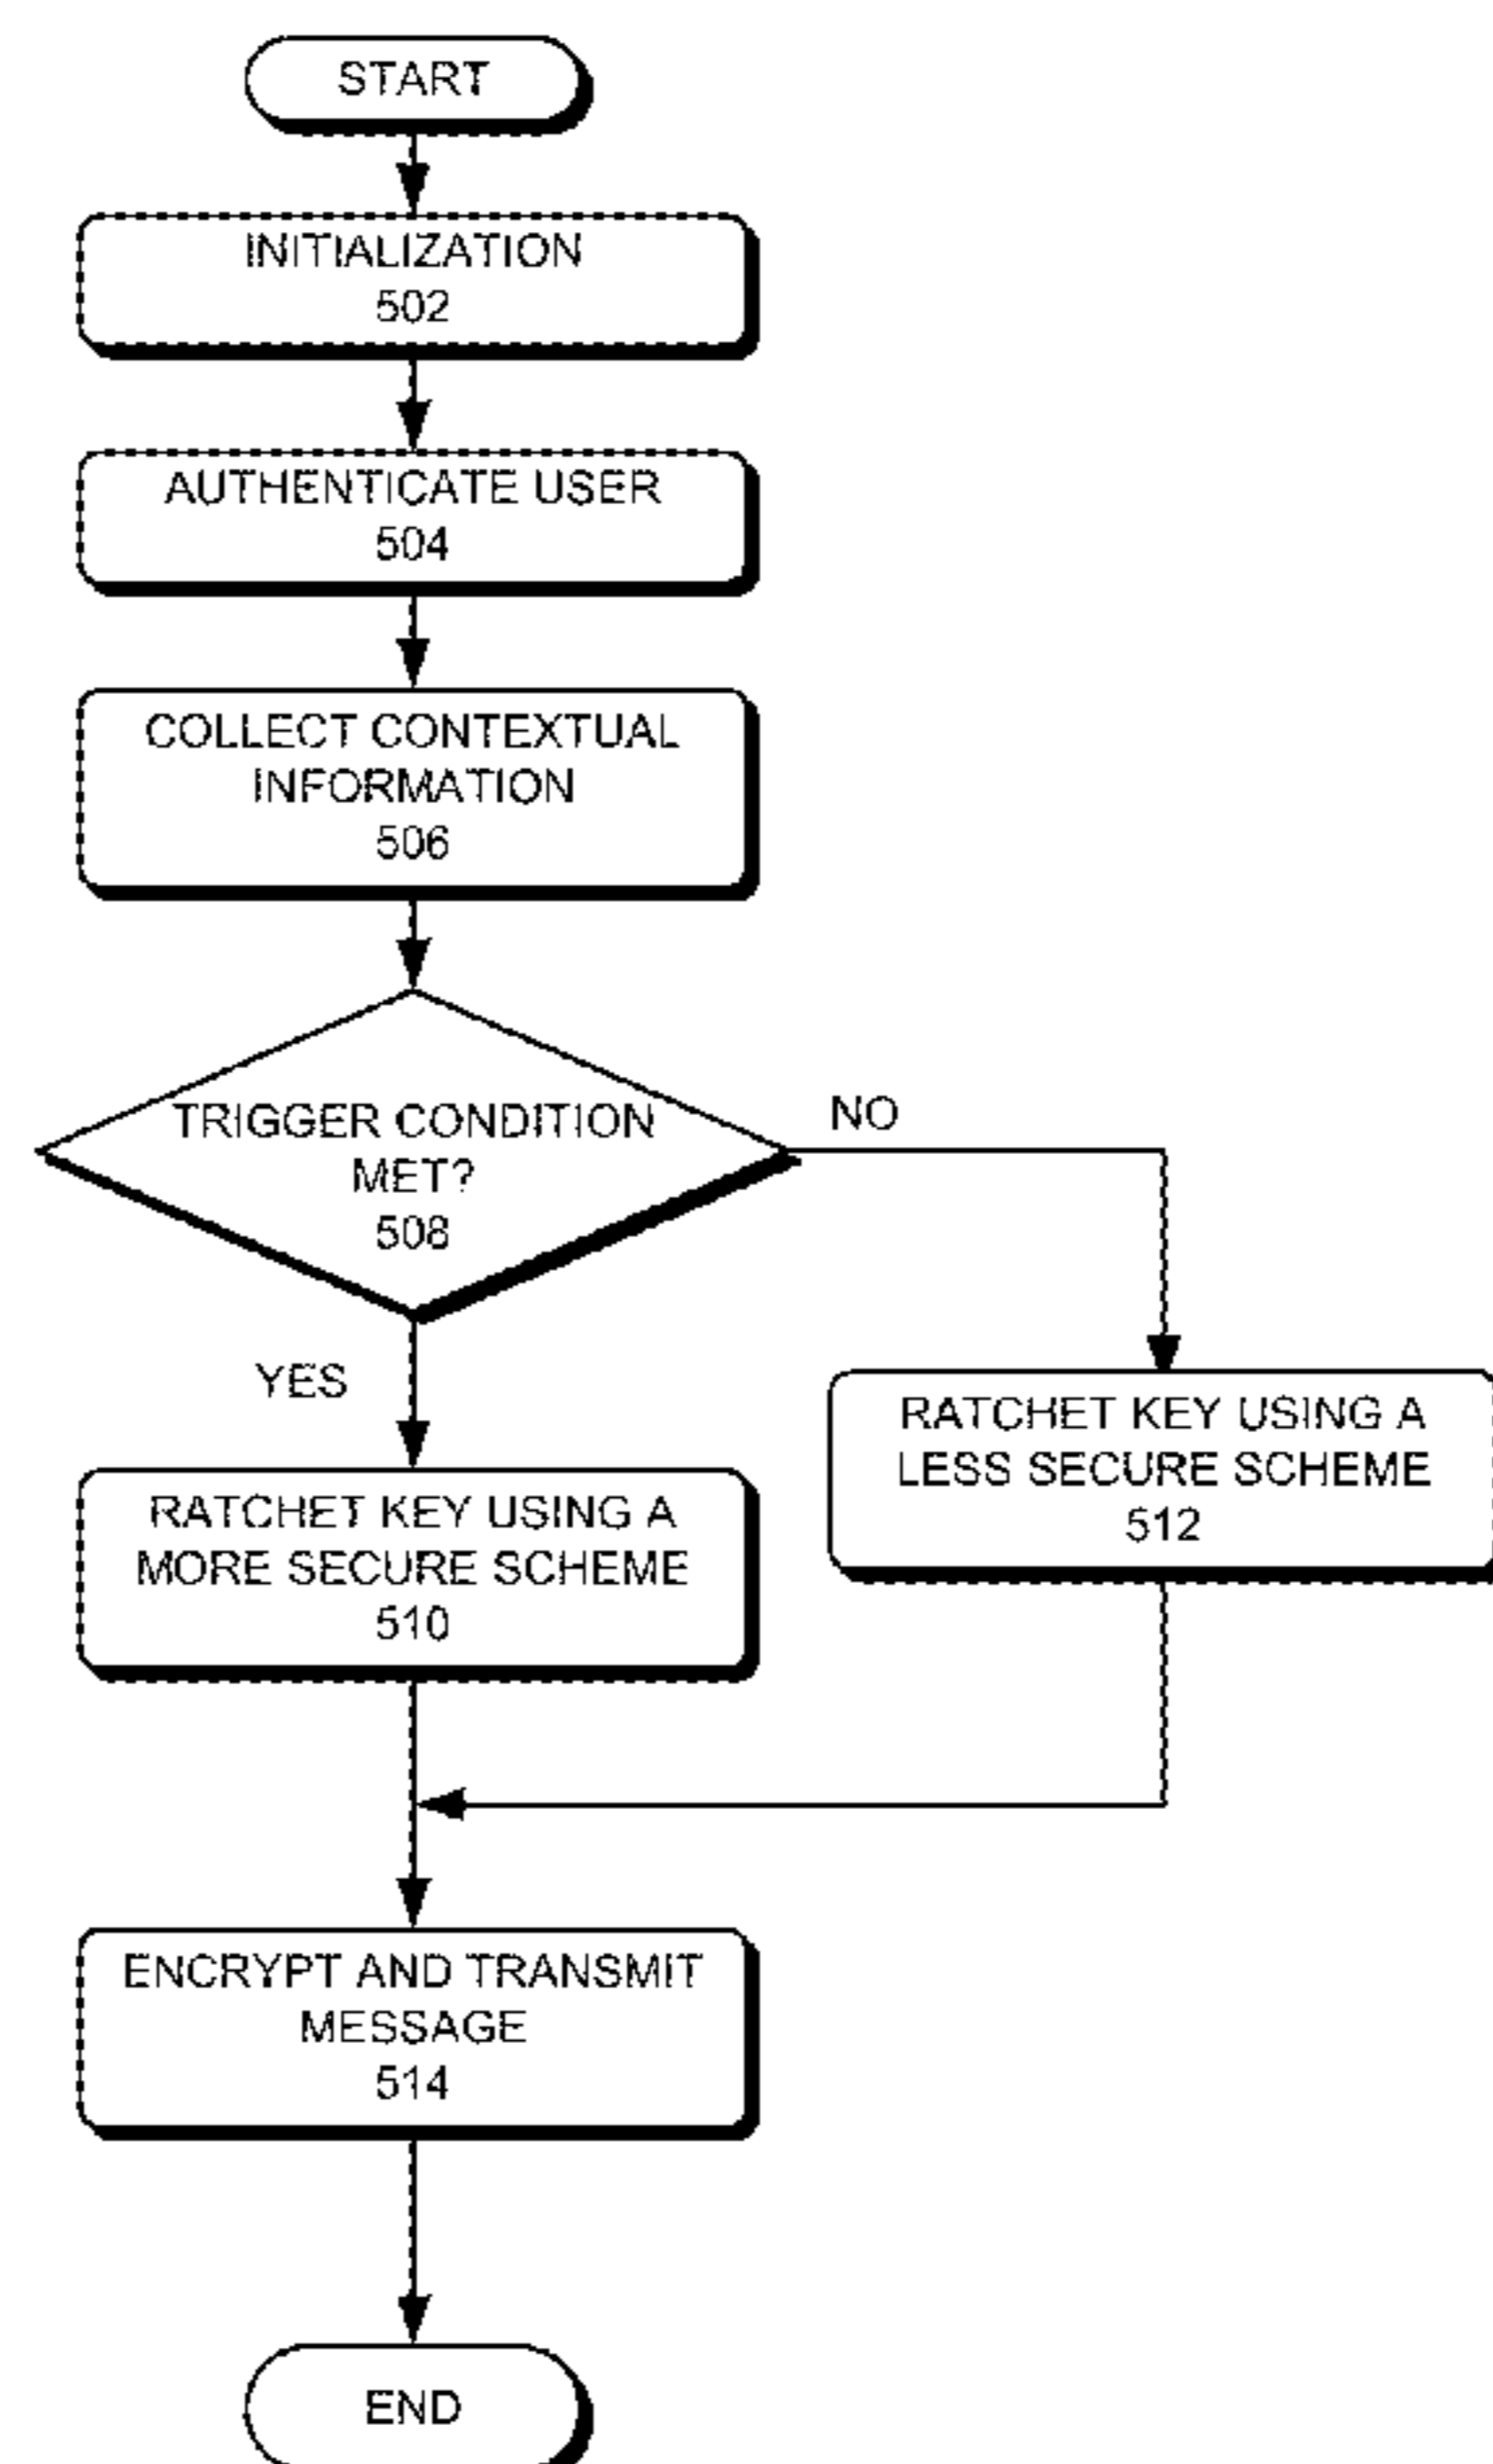 START
INITIALIZATION
502
AUTHENTICATE USER
504
COLLECT CONTEXTUAL
INFORMATION
506
TRIGGER CONDITION
MET?
508
NO
YES
RATCHET KEY USING A
MORE SECURE SCHEME
510
RATCHET KEY USING A
LESS SECURE SCHEME
512
ENCRYPT AND TRANSMIT
MESSAGE
514
END